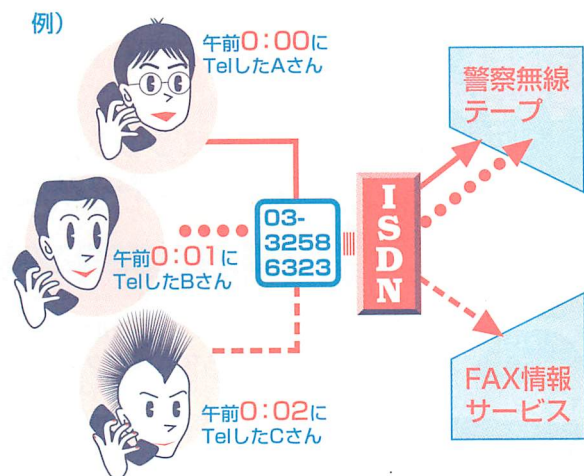 例）
午前0：00に
TelしたAさん
警察無線
テープ
03-
3258
6323
ISDN
午前0：01に
TelしたBさん
午前0：02に
TelしたCさん
FAX情報
サービス